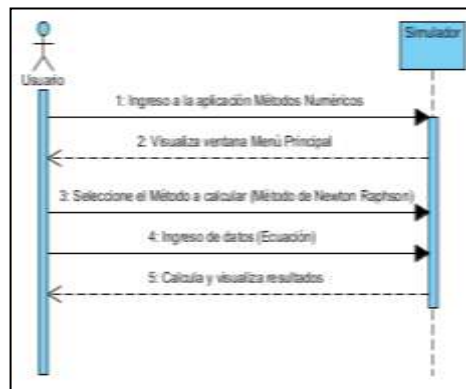 Simulador
Usuario
1: Ingreso a la aplicación Métodos Numéricos
2: Visualiza ventana Menú Principal
3: Seleccione el Método a calcular (Método de Newton Raphson)
4: Ingreso de datos (Ecuación)
5: Calcula y visualiza resultados